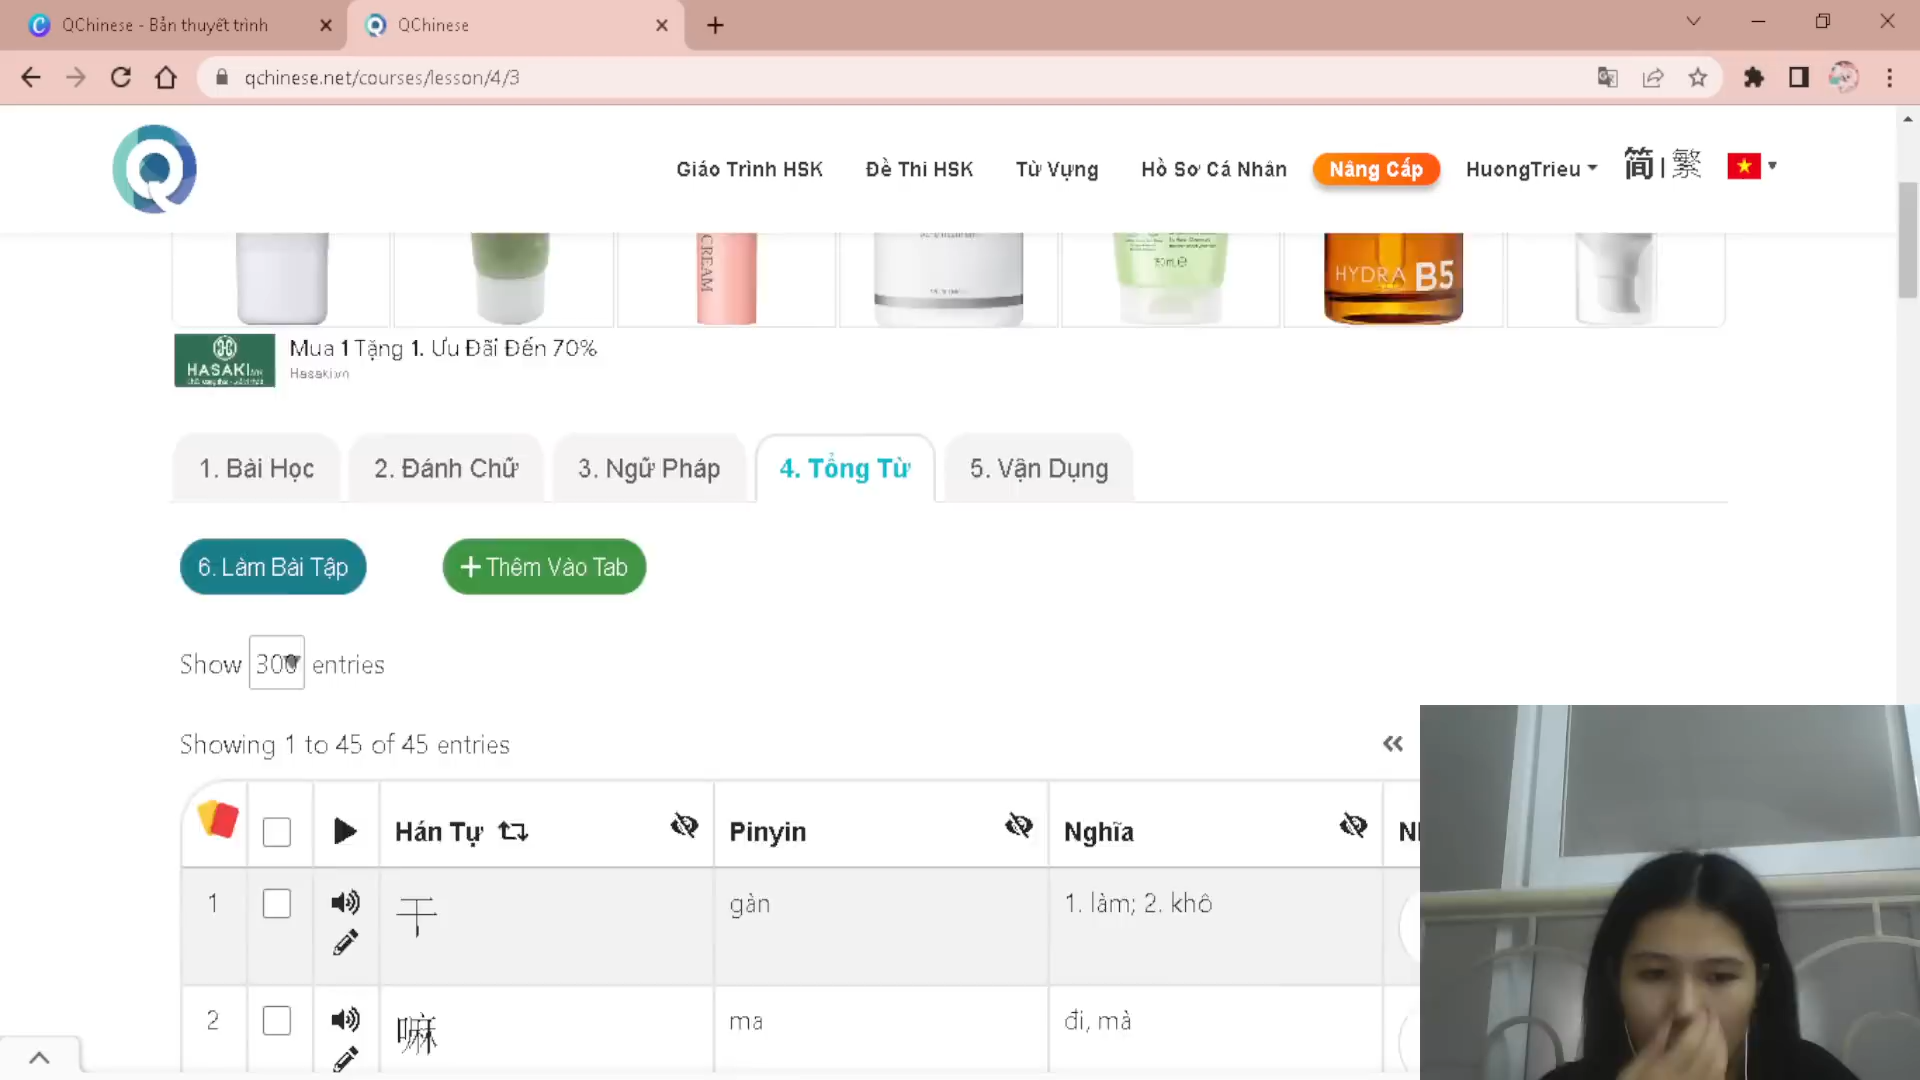 QChinese - Bản thuyết trình
QChinese
qchinese.net/courses/lesson/4/3
Giáo Trình HSK
Đề Thi HSK
Từ Vựng
Hồ Sơ Cá Nhân
Nâng Cấp
HuongTrieu
简 | 繁
CREAM
HYDRA B5
HASAKI
Mua 1 Tặng 1. Ưu Đãi Đến 70%
Hasaki.vn
1. Bài Học
2. Đánh Chữ
3. Ngữ Pháp
4. Tổng Từ
5. Vận Dụng
6. Làm Bài Tập
Thêm Vào Tab
Show 300 entries
Showing 1 to 45 of 45 entries
Hán Tự
Pinyin
Nghĩa
1
干
gàn
1. làm; 2. khô
2
嘛
ma
đi, mà